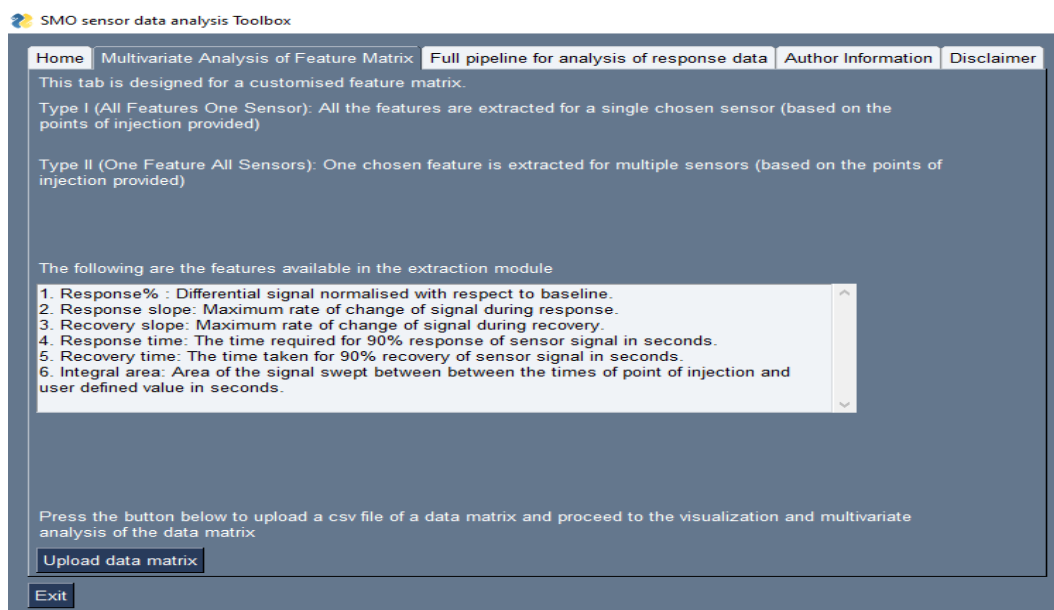 SMO sensor data analysis Toolbox
Home Multivariate Analysis of Feature Matrix Full pipeline for analysis of response data Author Information Disclaimer
This tab is designed for a customised feature matrix.
Type I (All Features One Sensor): All the features are extracted for a single chosen sensor (based on the
points of injection provided)
Type II (One Feature All Sensors): One chosen feature is extracted for multiple sensors (based on the points of
injection provided)
The following are the features available in the extraction module
1. Response% : Differential signal normalised with respect to baseline.
2. Response slope: Maximum rate of change of signal during response.
3. Recovery slope: Maximum rate of change of signal during recovery.
4. Response time: The time required for 90% response of sensor signal in seconds.
5. Recovery time: The time taken for 90% recovery of sensor signal in seconds.
6. Integral area: Area of the signal swept between between the times of point of injection and
user defined value in seconds.
Press the button below to upload a csv file of a data matrix and proceed to the visualization and multivariate
analysis of the data matrix
Upload data matrix
Exit